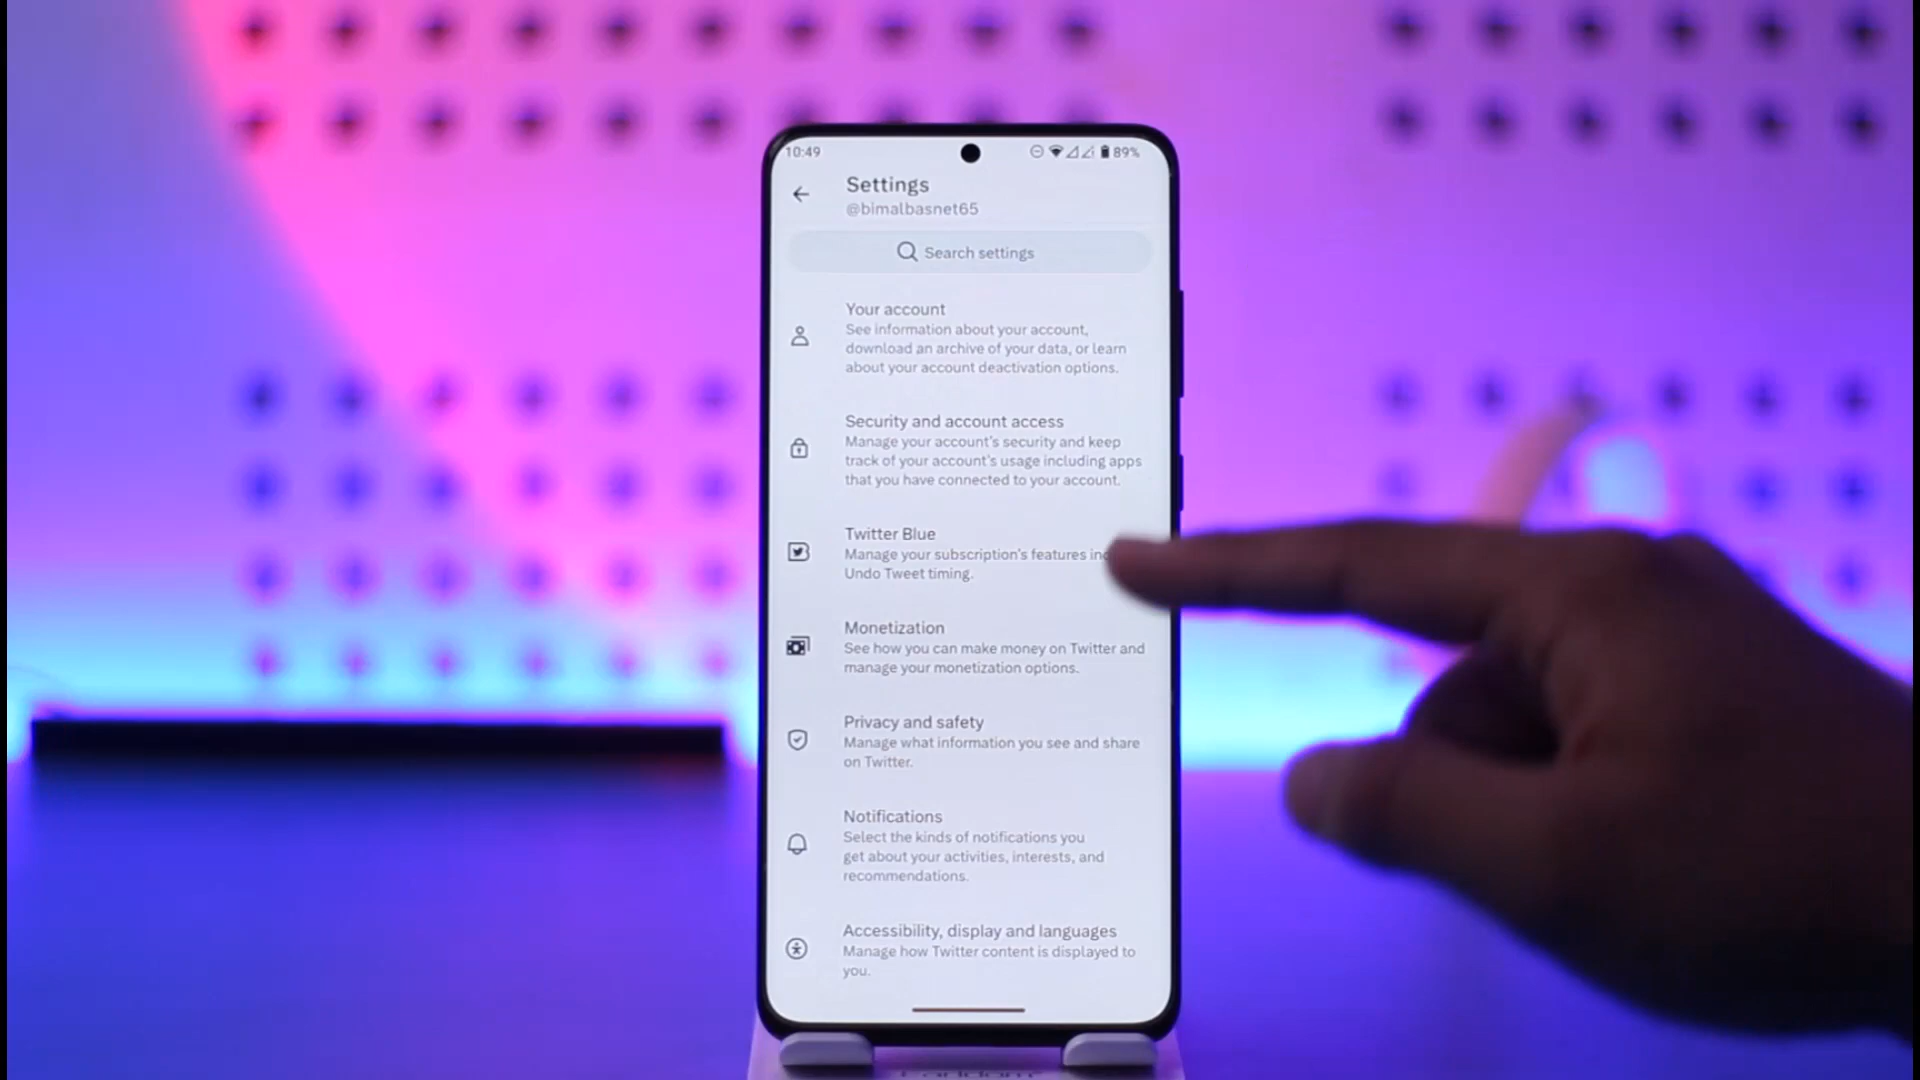 10:49
89%
Settings
@bimalbasnet65
Search settings
Your account
See information about your account,
download an archive of your data, or learn
about your account deactivation options.
Security and account access
Manage your account's security and keep
track of your account's usage including apps
that you have connected to your account.
Twitter Blue
Manage your subscription's features
Undo Tweet timing.
Monetization
See how you can make money on Twitter and
manage your monetization options.
Privacy and safety
Manage what information you see and share
on Twitter.
Notifications
Select the kinds of notifications you
get about your activities, interests, and
recommendations.
Accessibility, display and languages
Manage how Twitter content is displayed to
you.